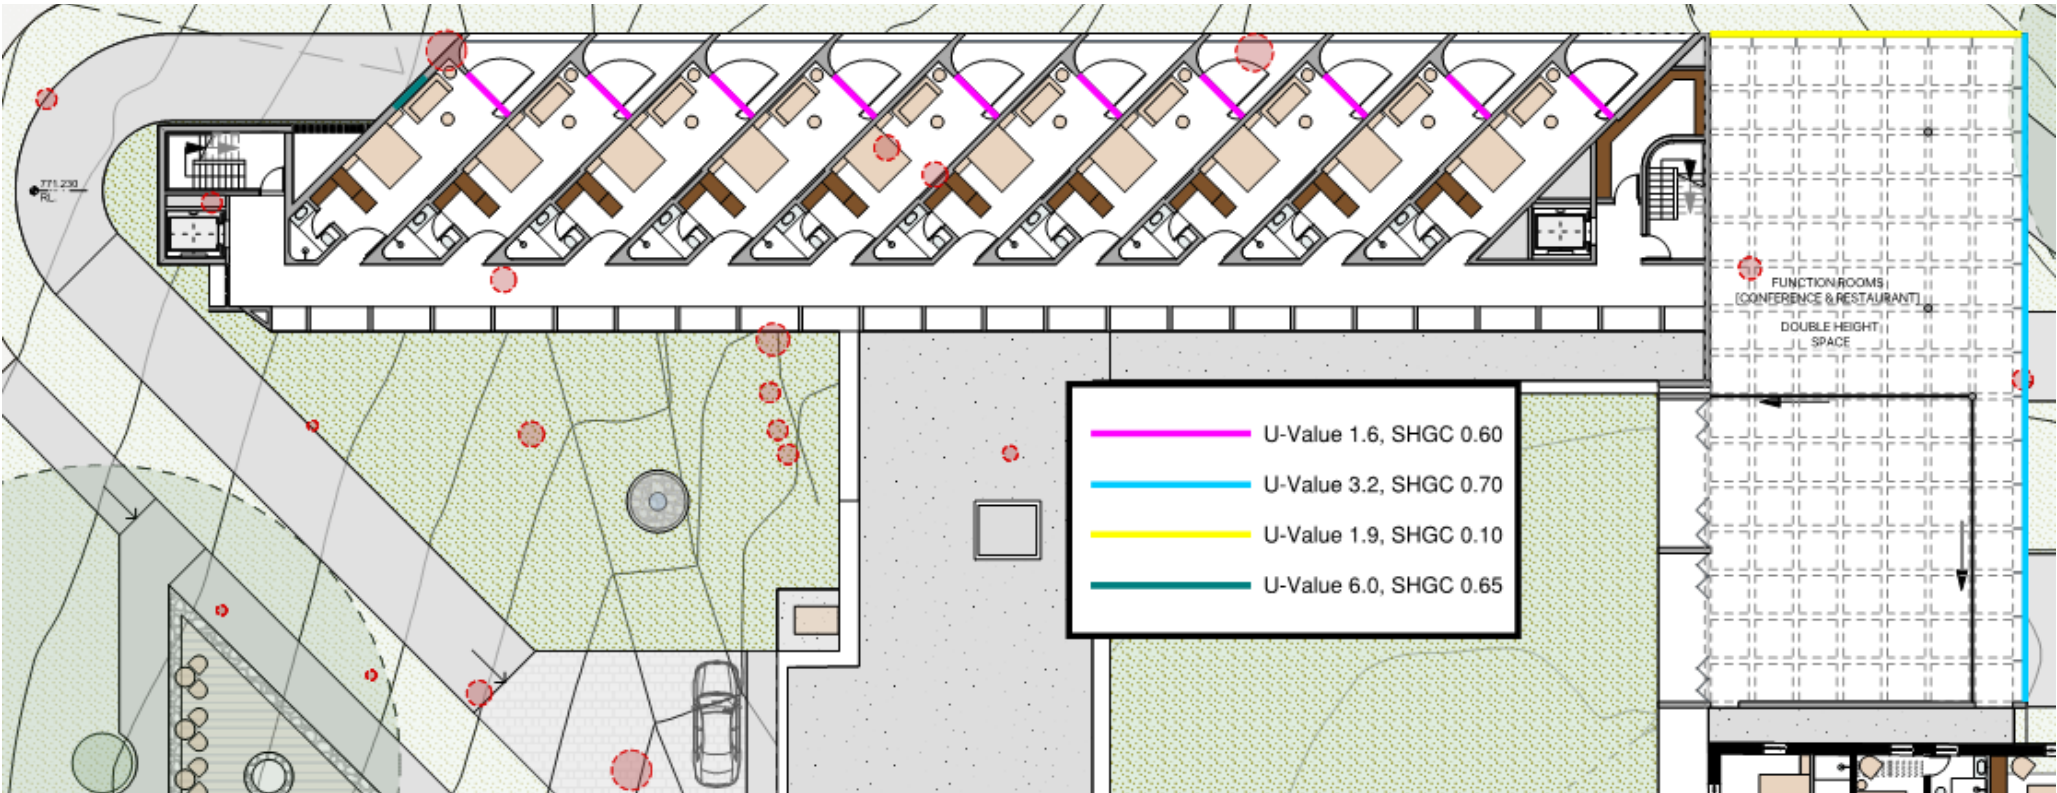 771.230
RL.
FUNCTION ROOMS
[CONFERENCE & RESTAURANT]
DOUBLE HEIGHT
SPACE
U-Value 1.6, SHGC 0.60
U-Value 3.2, SHGC 0.70
U-Value 1.9, SHGC 0.10
U-Value 6.0, SHGC 0.65